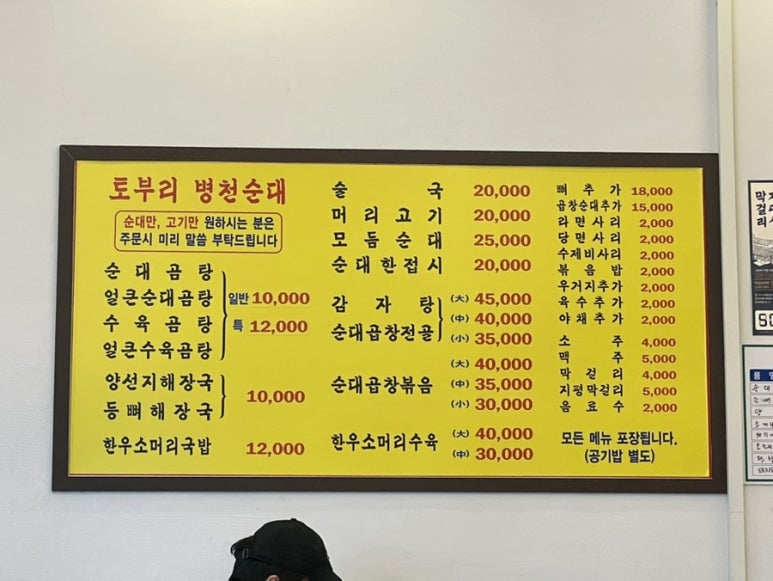 토부리 병천순대
순대만, 고기만 원하시는 분은
주문시 미리 말씀 부탁드립니다
순대곰탕
얼큰순대곰탕
수육곰탕
얼큰수육곰탕
일반 10,000
특 12,000
양선지해장국
등뼈해장국
10,000
한우소머리국밥 12,000
술국 20,000
머리고기 20,000
모둠순대 25,000
순대한접시 20,000
감자탕
순대곱창전골
(大) 45,000
(中) 40,000
(小) 35,000
순대곱창볶음
(大) 40,000
(中) 35,000
(小) 30,000
한우소머리수육
(大) 40,000
(中) 30,000
뼈추가 18,000
곱창순대추가 15,000
라면사리 2,000
당면사리 2,000
수제비사리 2,000
볶음밥 2,000
우거지추가 2,000
육수추가 2,000
야채추가 2,000
소주 4,000
맥주 5,000
막걸리 4,000
지평막걸리 5,000
음료수 2,000
모든 메뉴 포장됩니다.
(공기밥 별도)